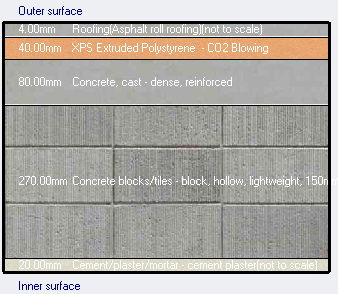 Outer surface
4.00mm Roofing(Asphalt roll roofing)(not to scale)
40.00mm XPS Extruded Polystyrene - CO2 Blowing
80.00mm Concrete, cast - dense, reinforced
270.00mm Concrete blocks/tiles - block, hollow, lightweight, 150m
20.00mm Cement/plaster/mortar - cement plaster(not to scale)
Inner surface